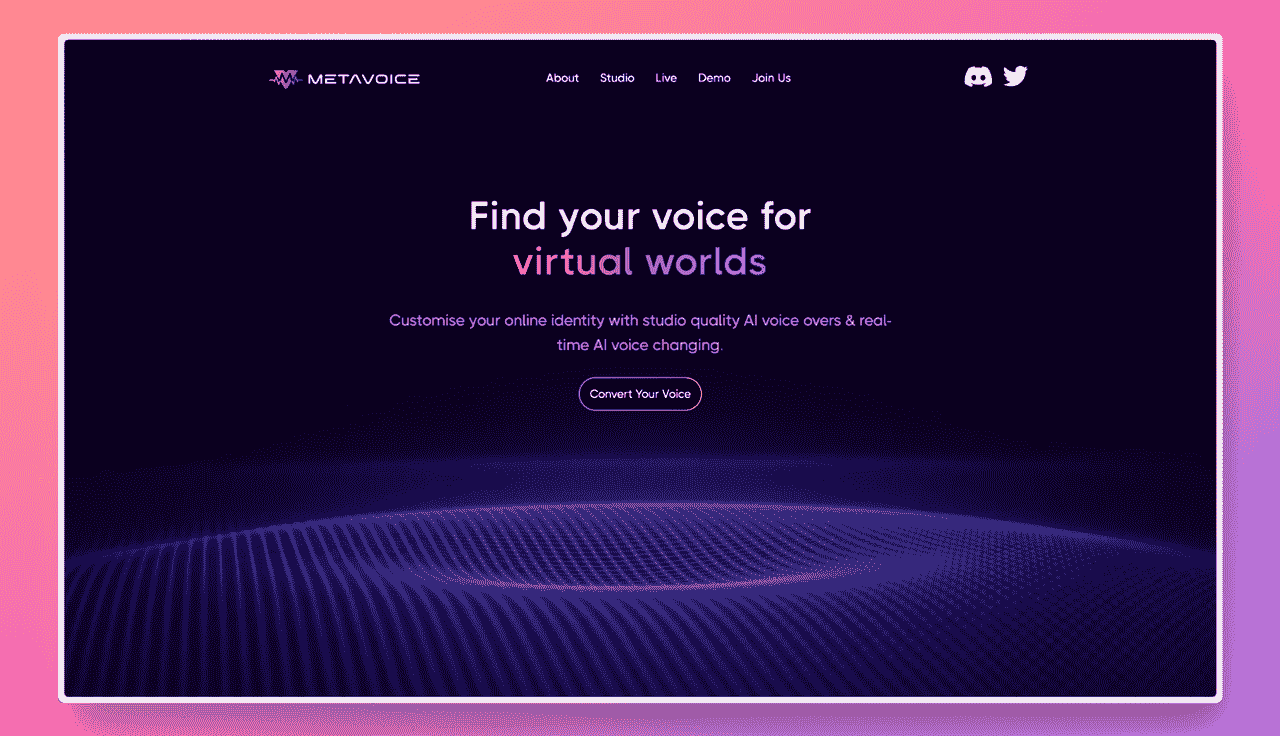 METAVOICE
About Studio Live Demo Join Us
Find your voice for
virtual worlds
Customise your online identity with studio quality AI voice overs & real-
time AI voice changing.
Convert Your Voice